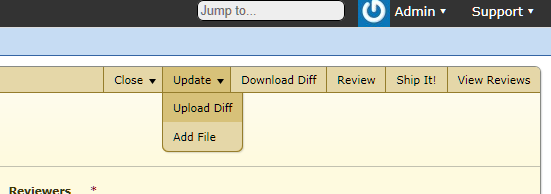 Jump to... Admin ▾ Support ▾
Close ▾ Update ▾ Download Diff Review Ship It! View Reviews
Upload Diff
Add File
Reviewers *